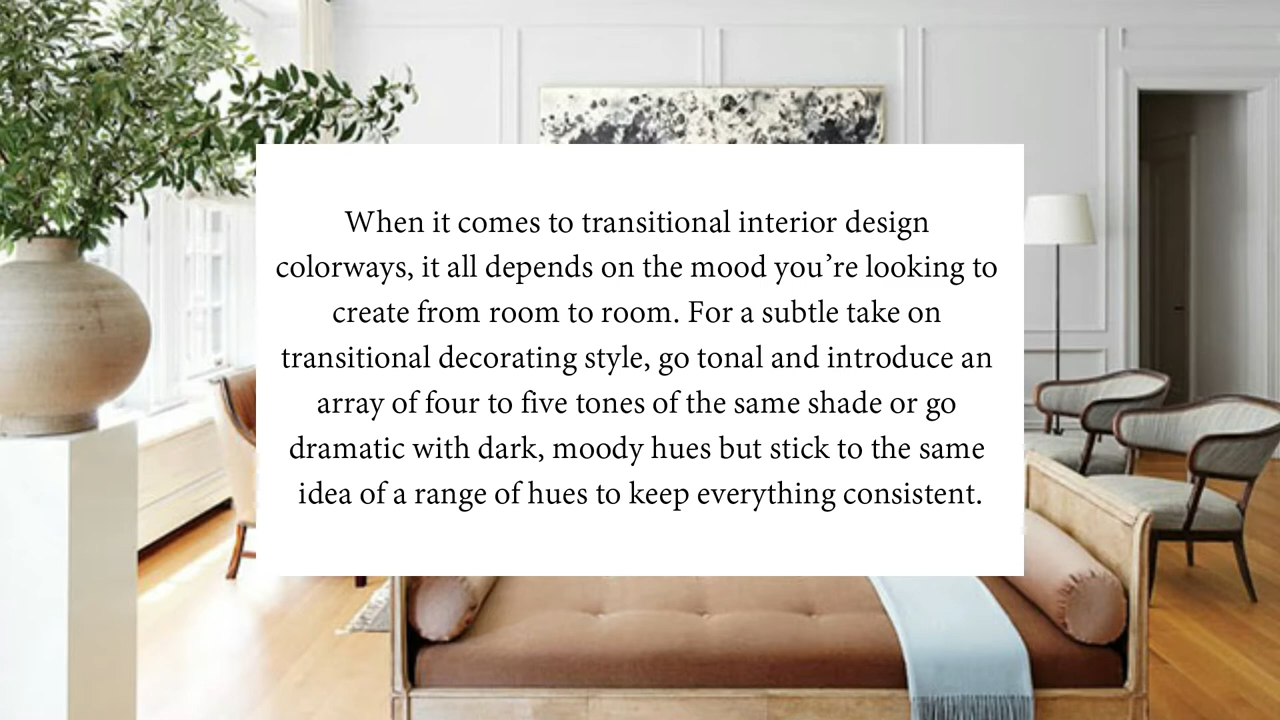 When it comes to transitional interior design
colorways, it all depends on the mood you’re looking to
create from room to room. For a subtle take on
transitional decorating style, go tonal and introduce an
array of four to five tones of the same shade or go
dramatic with dark, moody hues but stick to the same
idea of a range of hues to keep everything consistent.